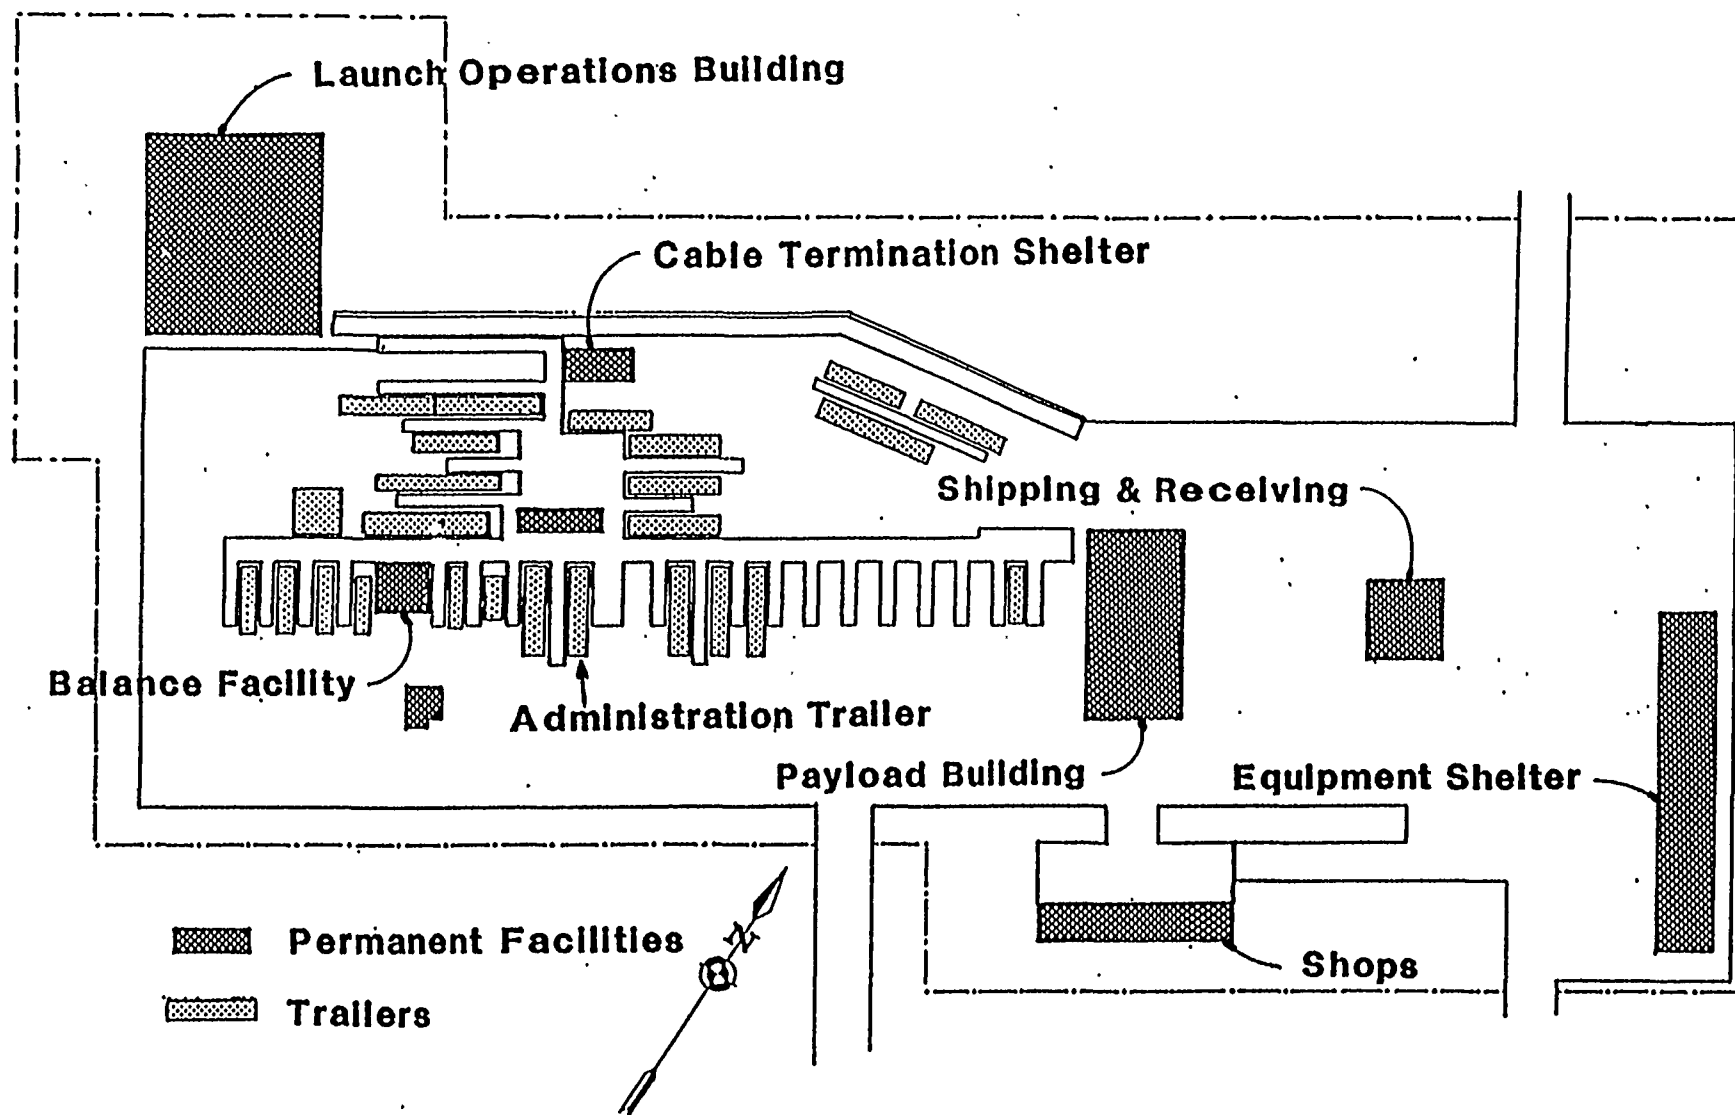 Launch Operations Building
Cable Termination Shelter
Shipping & Receiving
Balance Facility
Administration Trailer
Payload Building
Equipment Shelter
Permanent Facilities
N
Shops
Trailers